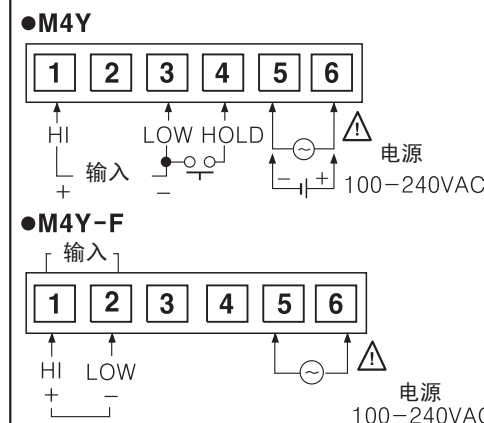 ●M4Y
1 2 3 4 5 6
HI LOW HOLD
输入
+ −
− +
电源
100-240VAC
●M4Y-F
输入
1 2 3 4 5 6
HI LOW
+ −
电源
100-240VAC